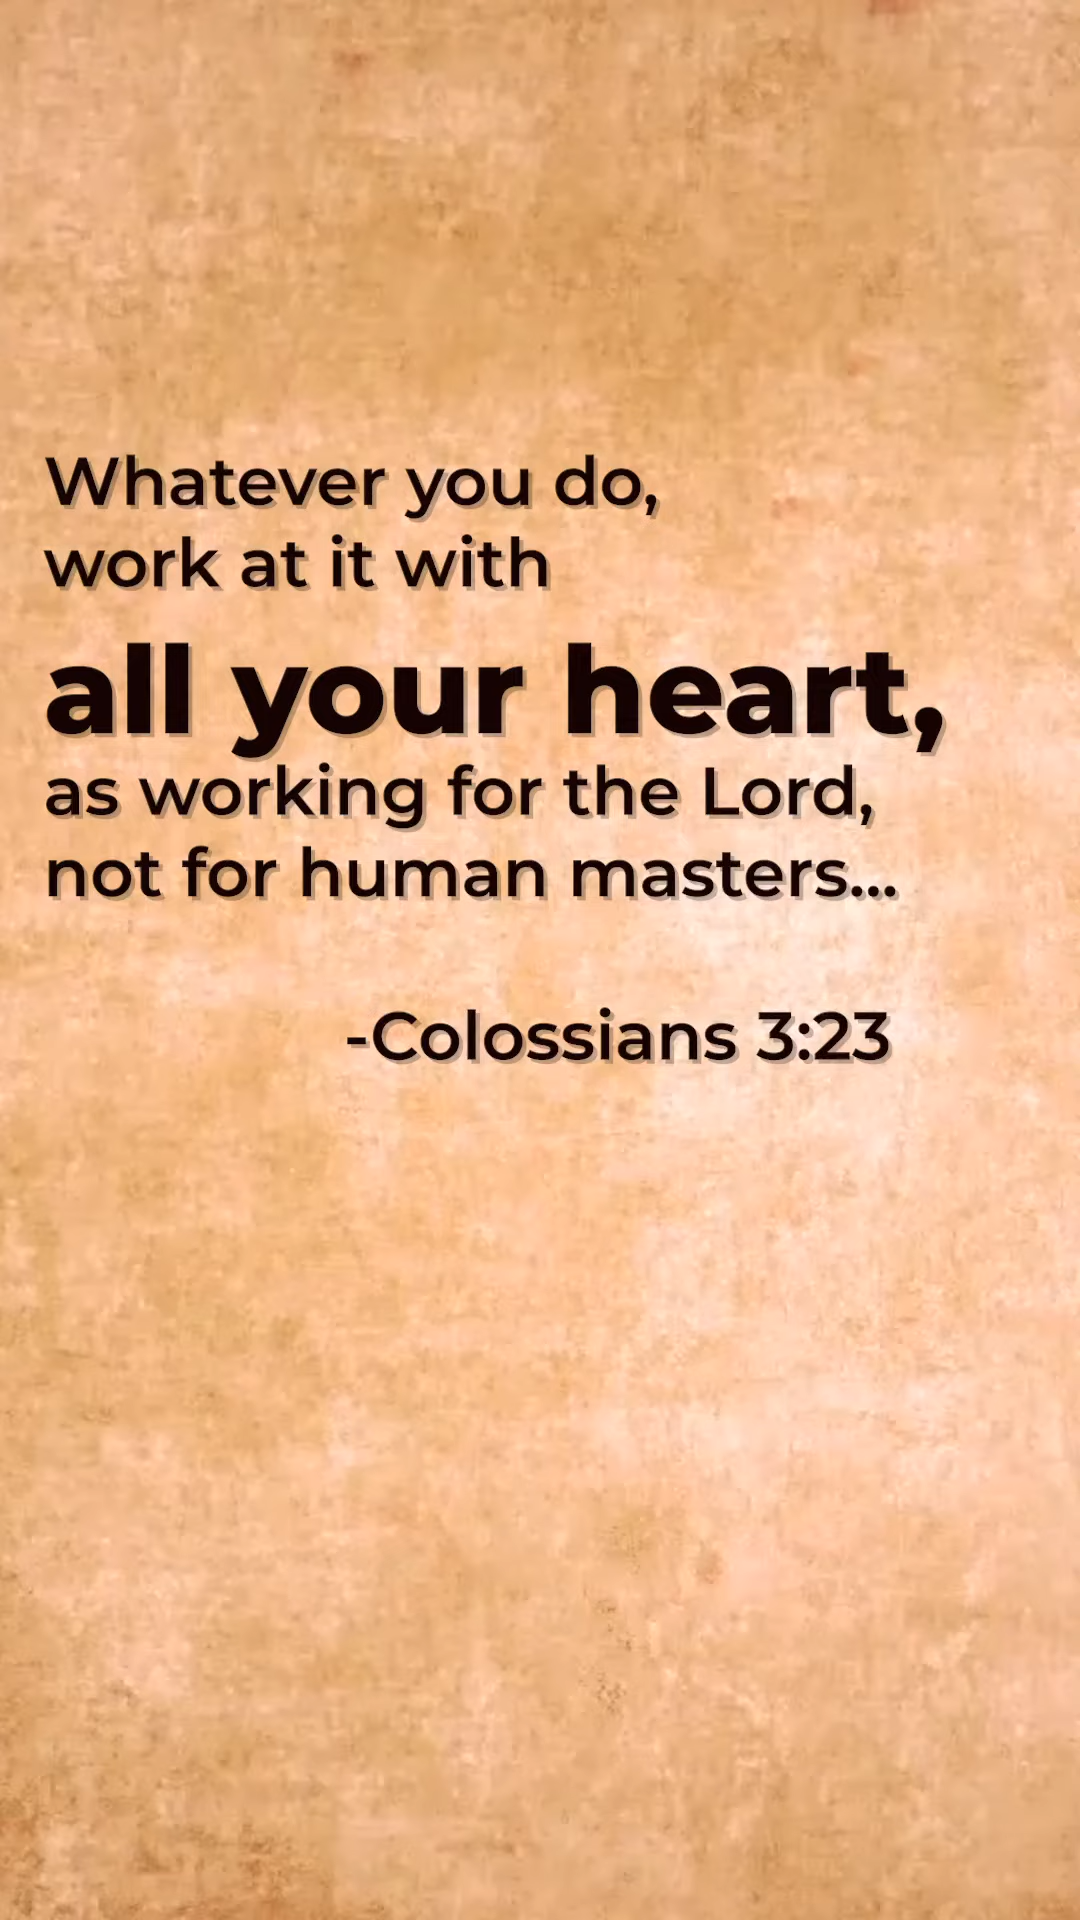 Whatever you do,
work at it with
all your heart,
as working for the Lord,
not for human masters...
-Colossians 3:23